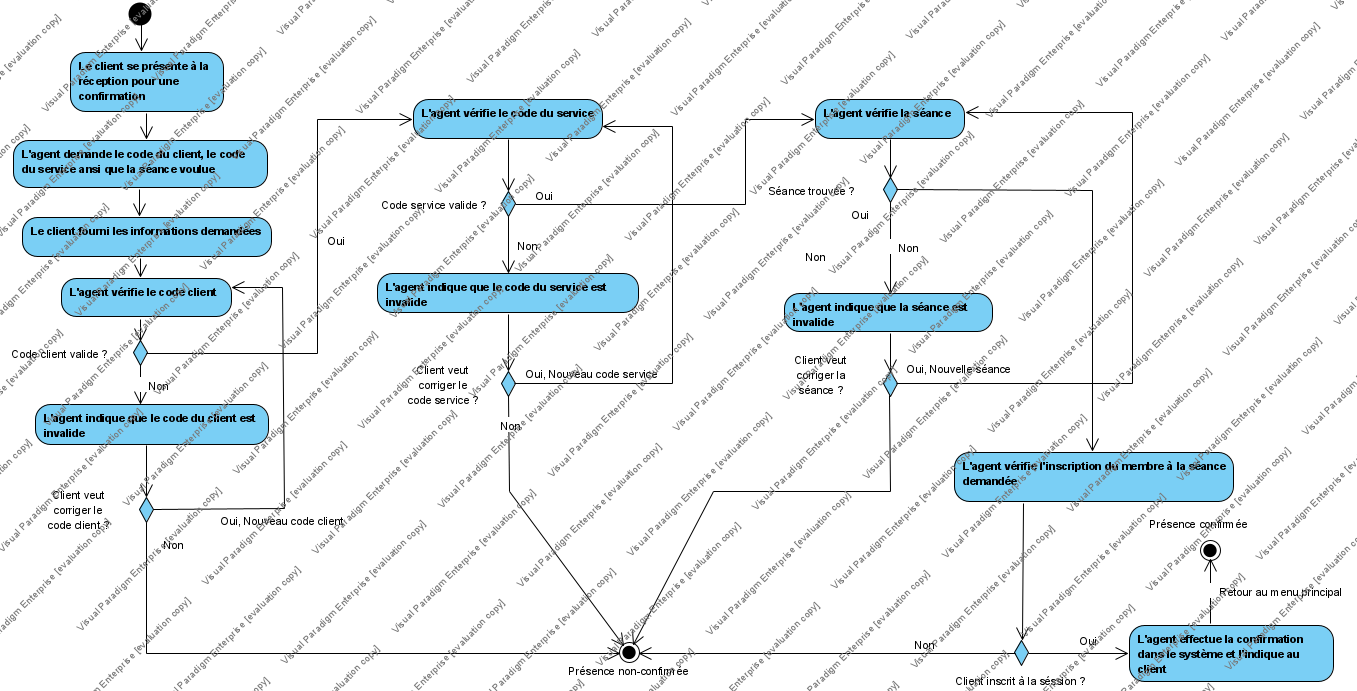 Le client se présente à la
réception pour une
confirmation
L'agent demande le code du client, le code
du service ansi que la séance voulue
Le client fourni les informations demandées
L'agent vérifie le code client
Code client valide ?
Oui
Non
L'agent indique que le code du client est
invalide
Client veut
corriger le
code client ?
Oui, Nouveau code client
Non
L'agent vérifie le code du service
Code service valide ?
Oui
Non
L'agent indique que le code du service est
invalide
Client veut
corriger le
code service ?
Oui, Nouveau code service
Non
L'agent vérifie la séance
Séance trouvée ?
Oui
Non
Non
L'agent indique que la séance est
invalide
Client veut
corriger la
séance ?
Oui, Nouvelle séance
L'agent vérifie l'inscription du membre à la séance
demandée
Présence confirmée
Retour au menu principal
Non
Oui
L'agent effectue la confirmation
dans le système et l'indique au
client
Client inscrit à la séssion ?
Présence non-confirmée
Visual Paradigm Enterprise [evaluation copy]